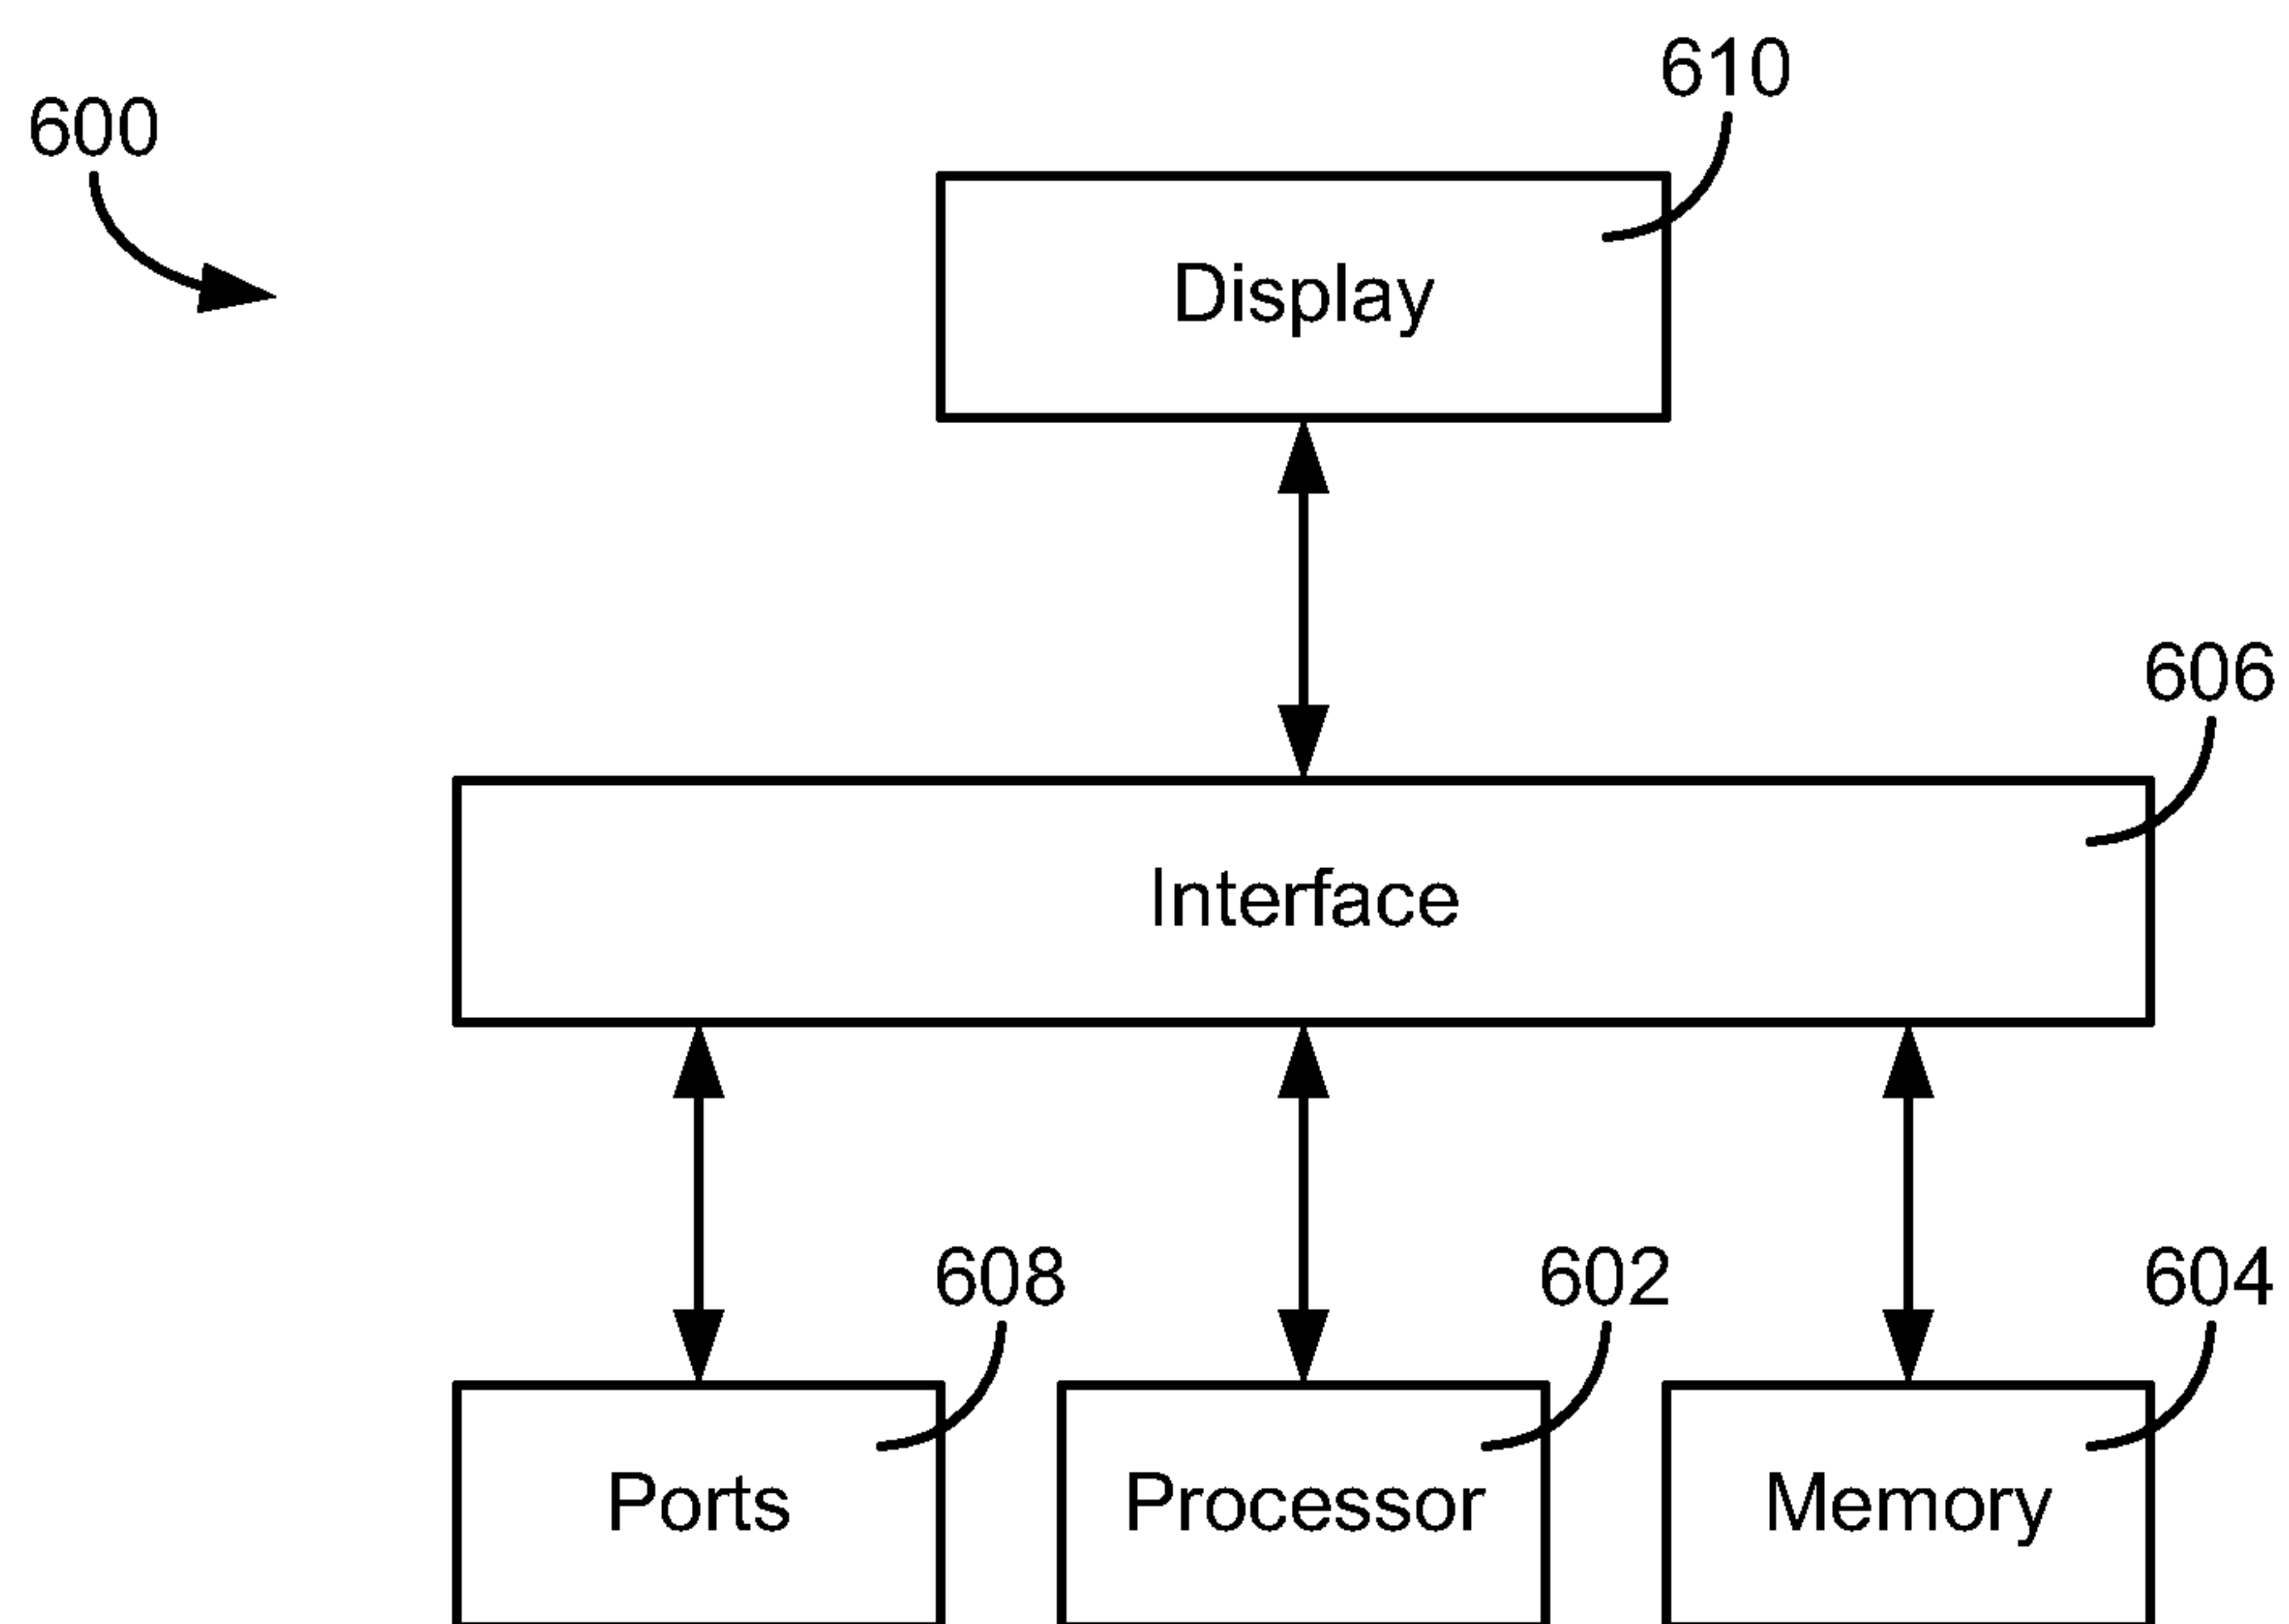 610
600
Display
606
Interface
608
602
604
Ports
Processor
Memory